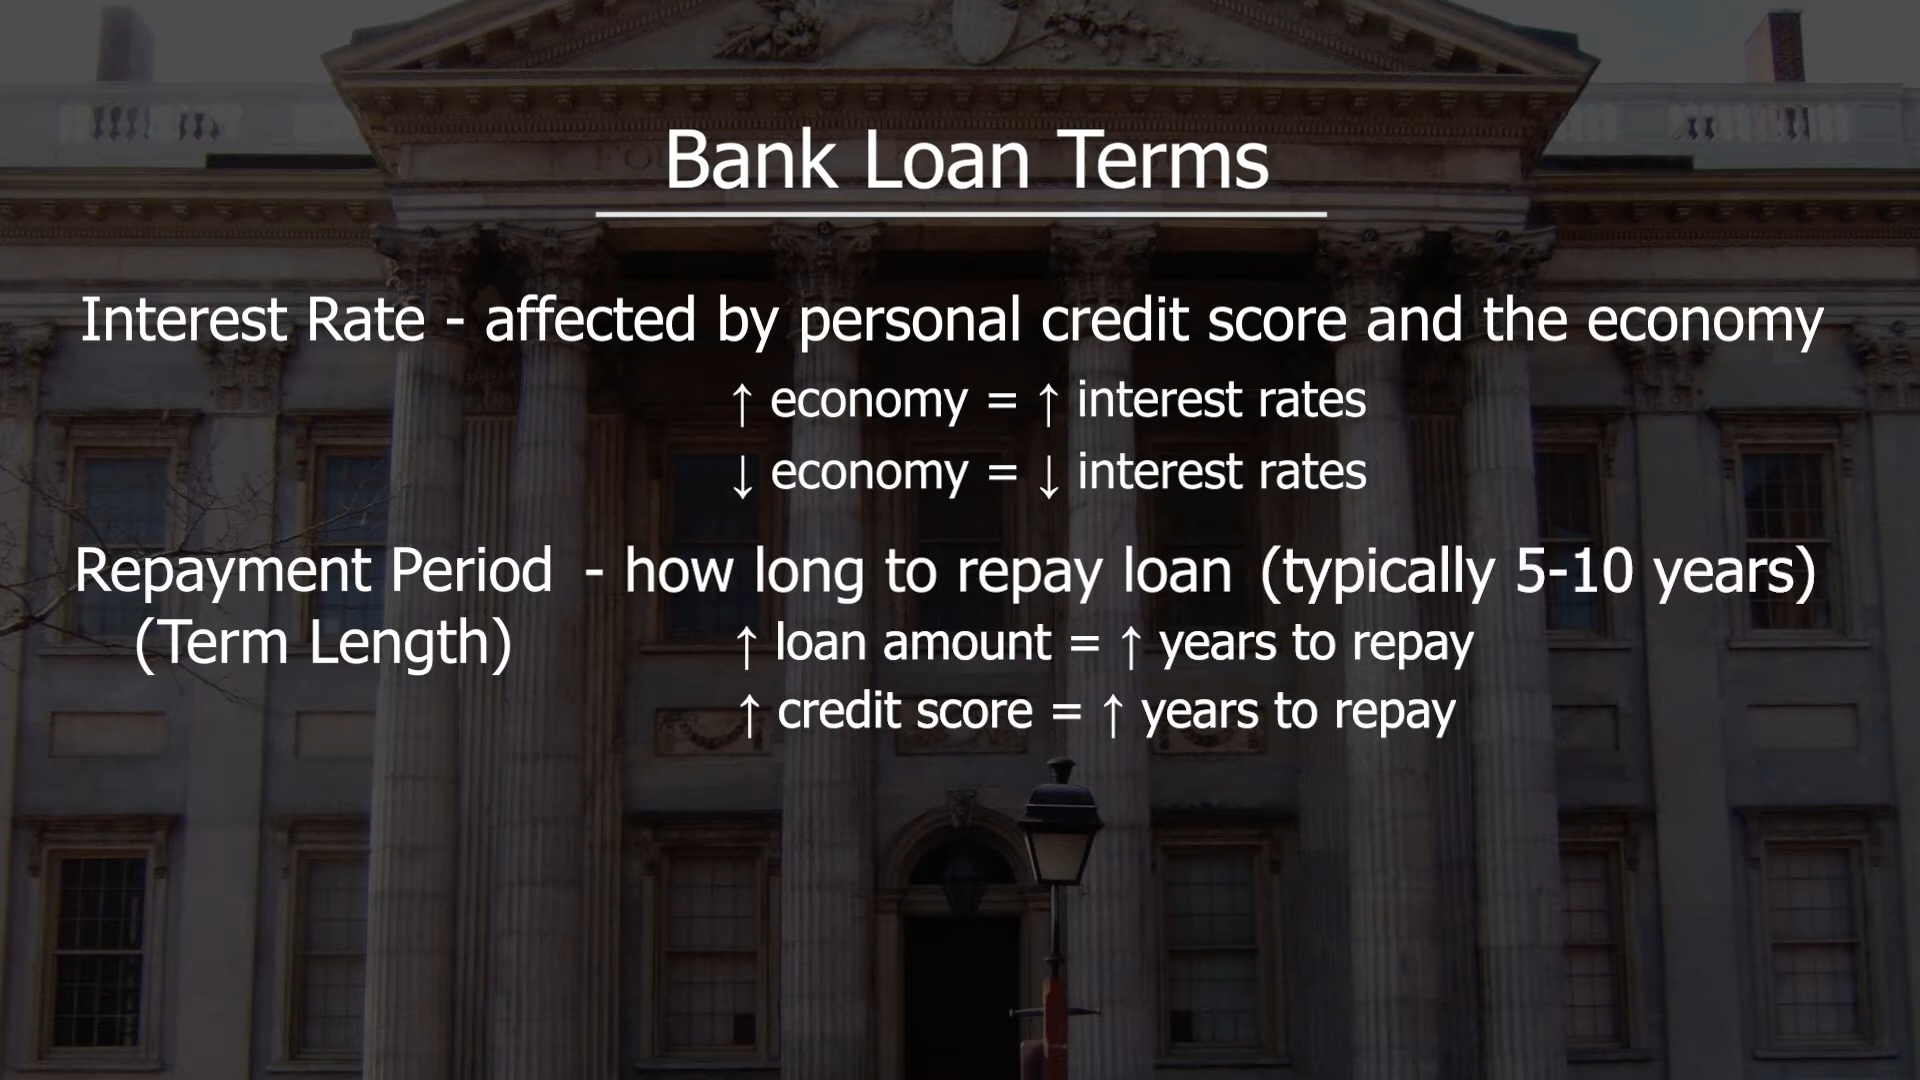 Bank Loan Terms
Interest Rate - affected by personal credit score and the economy
↑ economy = ↑ interest rates
↓ economy = ↓ interest rates
Repayment Period - how long to repay loan (typically 5-10 years)
(Term Length)
↑ loan amount = ↑ years to repay
↑ credit score = ↑ years to repay